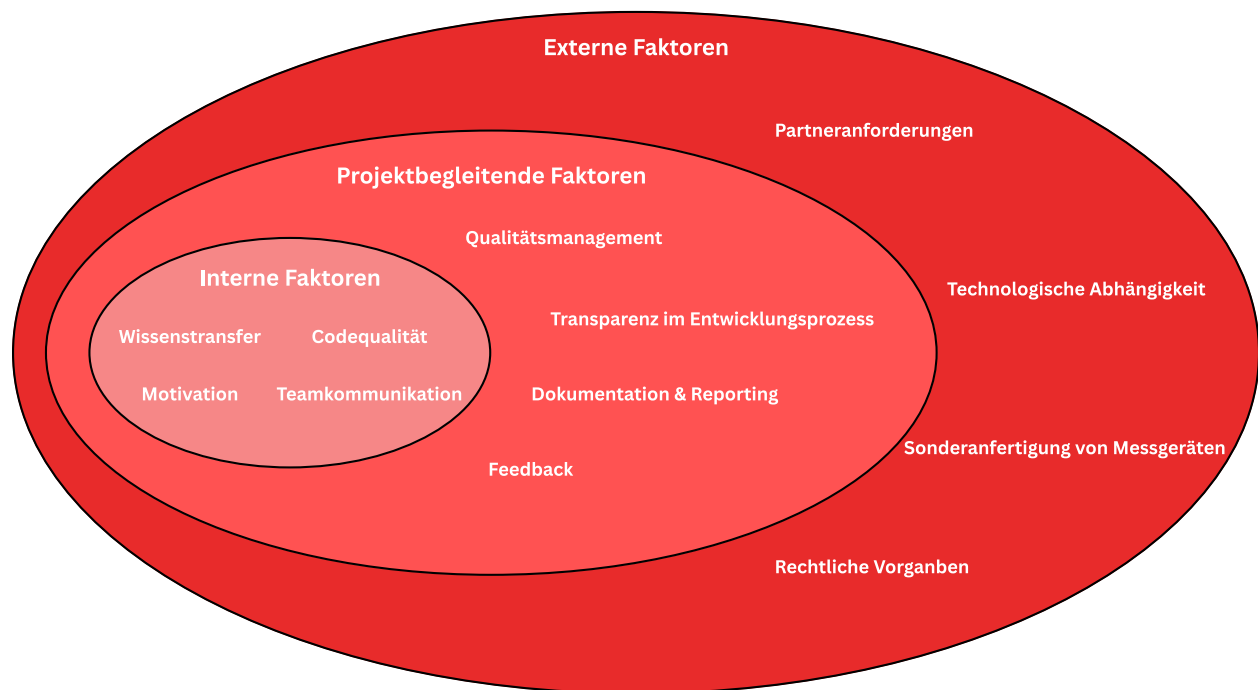 Externe Faktoren
Partneranforderungen
Projektbegleitende Faktoren
Qualitätsmanagement
Interne Faktoren
Technologische Abhängigkeit
Transparenz im Entwicklungsprozess
Wissenstransfer
Codequalität
Motivation
Teamkommunikation
Dokumentation & Reporting
Sonderanfertigung von Messgeräten
Feedback
Rechtliche Vorganben